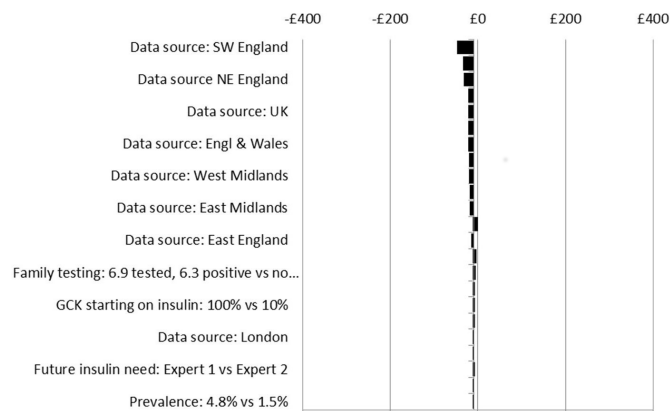 -£400 -£200 £0 £200 £400
Data source: SW England
Data source NE England
Data source: UK
Data source: Engl & Wales
Data source: West Midlands
Data source: East Midlands
Data source: East England
Family testing: 6.9 tested, 6.3 positive vs no...
GCK starting on insulin: 100% vs 10%
Data source: London
Future insulin need: Expert 1 vs Expert 2
Prevalence: 4.8% vs 1.5%